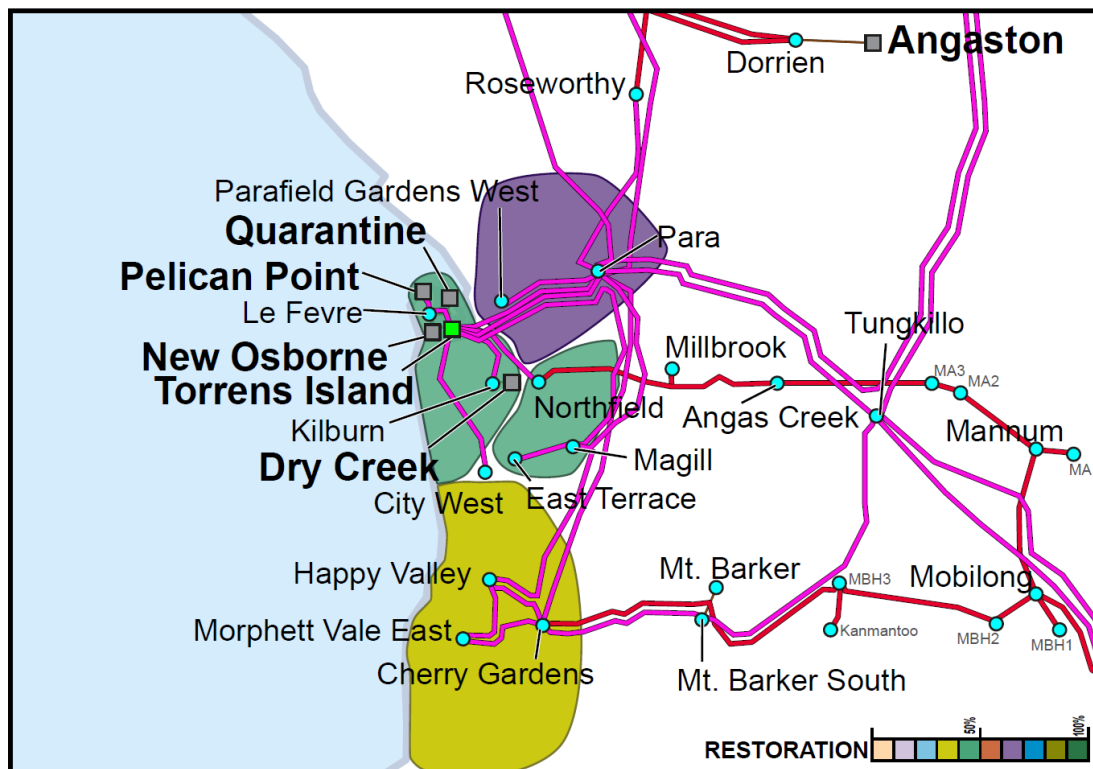 Angaston
Dorrien
Roseworthy
Parafield Gardens West
Quarantine
Para
Pelican Point
Le Fevre
Tungkillo
New Osborne
Millbrook
Torrens Island
MA3
MA2
Northfield
Angas Creek
Kilburn
Mannum
Dry Creek
Magill
MA
City West
East Terrace
Happy Valley
Mt. Barker
MBH3
Mobilong
Morphett Vale East
Kanmantoo
MBH2
MBH1
Cherry Gardens
Mt. Barker South
50%
100%
RESTORATION